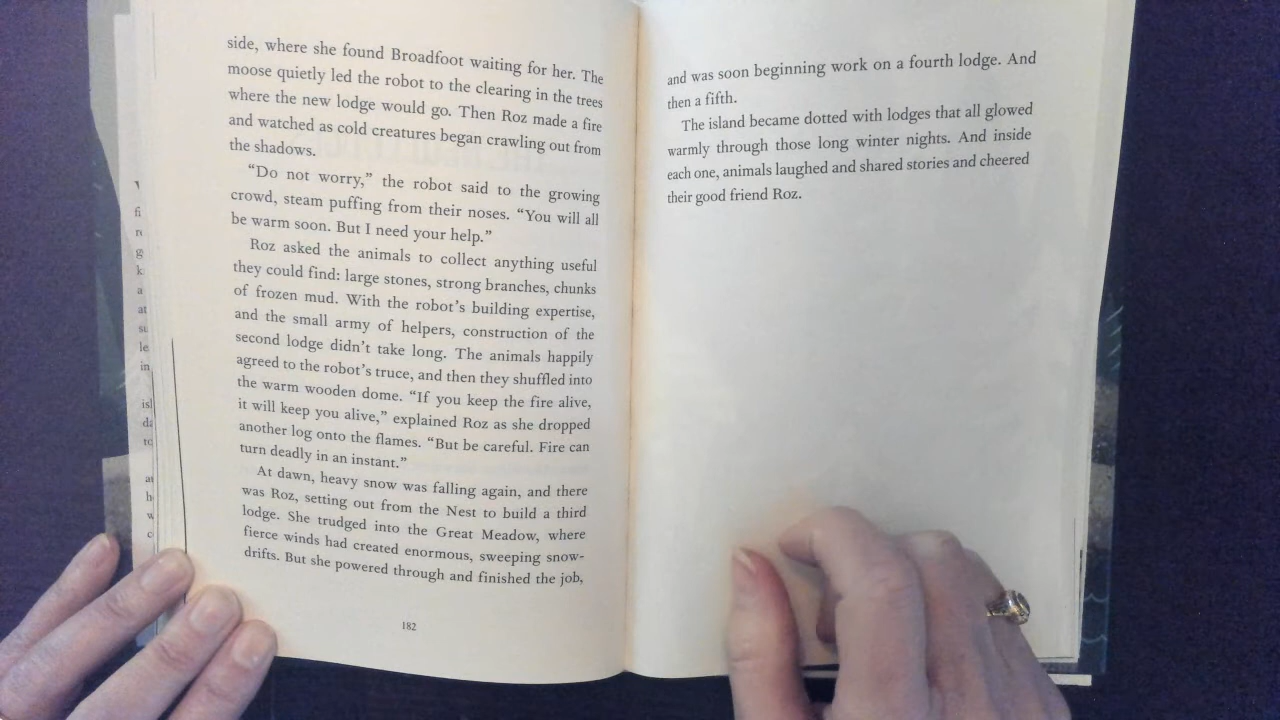 side, where she found Broadfoot waiting for her. The
moose quietly led the robot to the clearing in the trees
where the new lodge would go. Then Roz made a fire
and watched as cold creatures began crawling out from
the shadows.
“Do not worry,” the robot said to the growing
crowd, steam puffing from their noses. “You will all
be warm soon. But I need your help.”
Roz asked the animals to collect anything useful
they could find: large stones, strong branches, chunks
of frozen mud. With the robot’s building expertise,
and the small army of helpers, construction of the
second lodge didn’t take long. The animals happily
agreed to the robot’s truce, and then they shuffled into
the warm wooden dome. “If you keep the fire alive,
it will keep you alive,” explained Roz as she dropped
another log onto the flames. “But be careful. Fire can
turn deadly in an instant.”
At dawn, heavy snow was falling again, and there
was Roz, setting out from the Nest to build a third
lodge. She trudged into the Great Meadow, where
fierce winds had created enormous, sweeping snow-
drifts. But she powered through and finished the job,
182
and was soon beginning work on a fourth lodge. And
then a fifth.
The island became dotted with lodges that all glowed
warmly through those long winter nights. And inside
each one, animals laughed and shared stories and cheered
their good friend Roz.